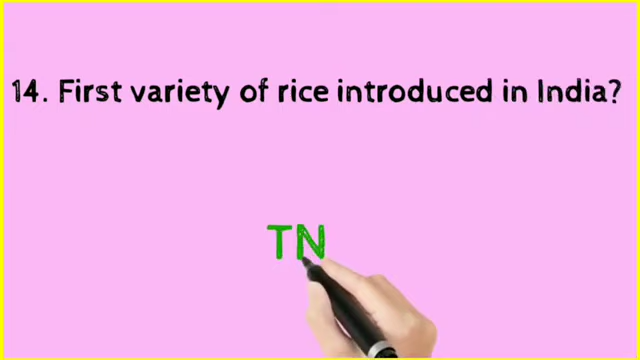 14. First variety of rice introduced in India?
TN